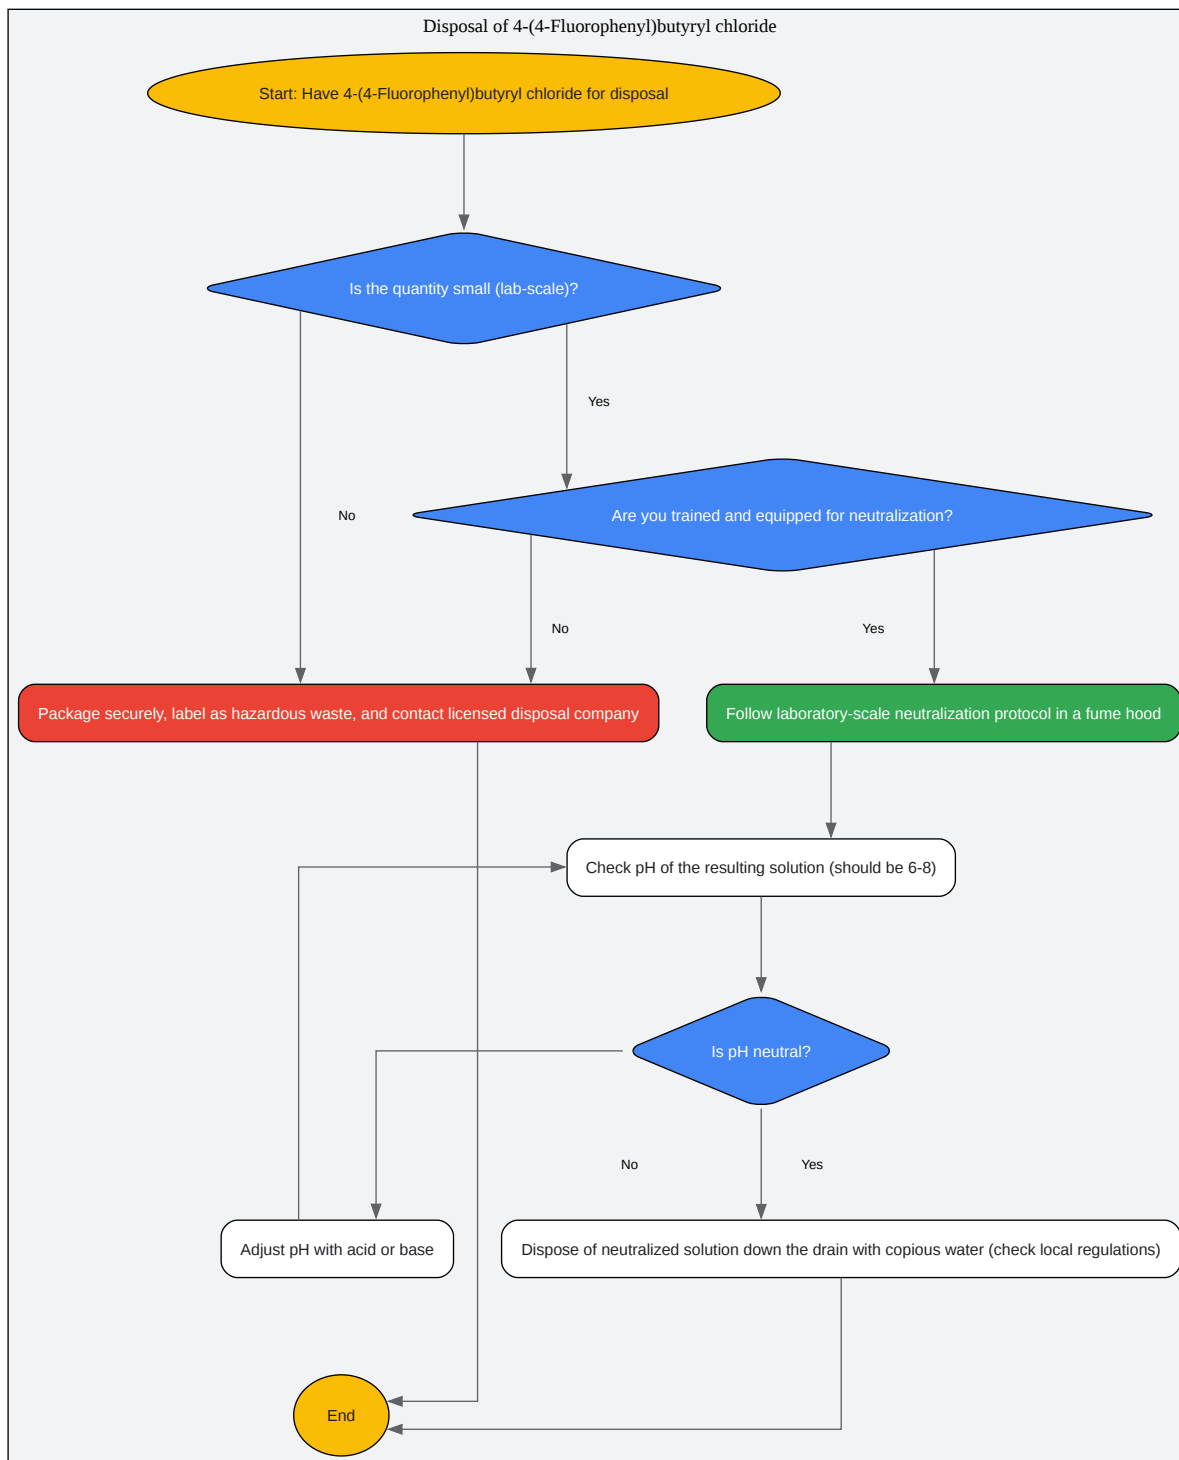 Disposal of 4-(4-Fluorophenyl)butyryl chloride
Start: Have 4-(4-Fluorophenyl)butyryl chloride for disposal
Is the quantity small (lab-scale)?
Yes
No
Are you trained and equipped for neutralization?
No
Yes
Package securely, label as hazardous waste, and contact licensed disposal company
Follow laboratory-scale neutralization protocol in a fume hood
Check pH of the resulting solution (should be 6-8)
Is pH neutral?
No
Yes
Adjust pH with acid or base
Dispose of neutralized solution down the drain with copious water (check local regulations)
End